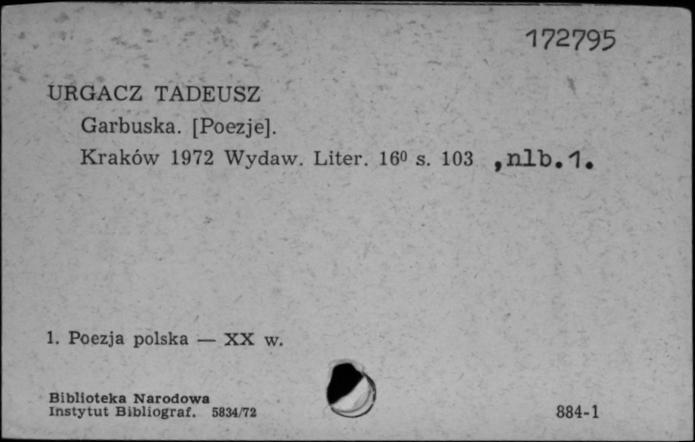 172795
URGACZ TADEUSZ
Garbuska. [Poezje].
Kraków 1972 Wydaw. Liter. 16⁰ s. 103 ,nlb.1.
1. Poezja polska — XX w.
Biblioteka Narodowa
Instytut Bibliograf. 5834/72
884-1